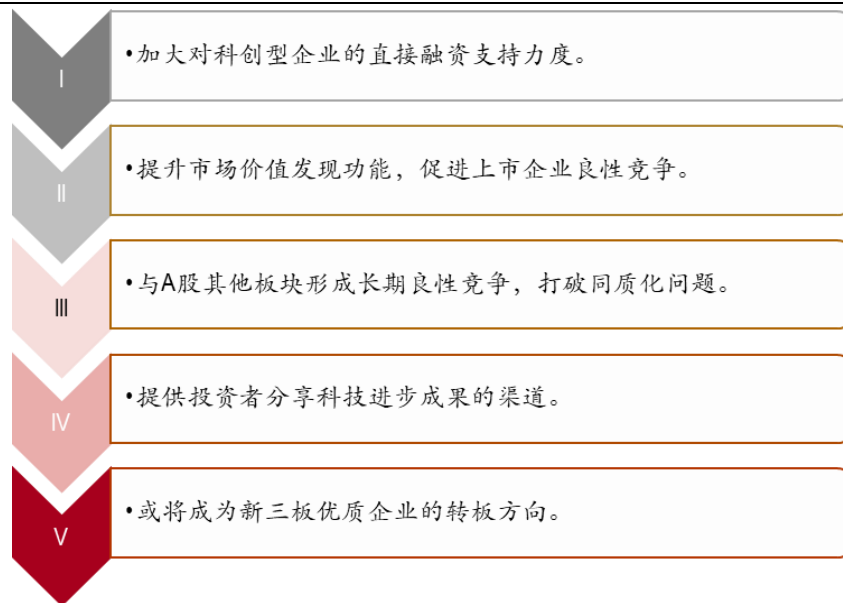 I
•加大对科创型企业的直接融资支持力度。
II
•提升市场价值发现功能，促进上市企业良性竞争。
III
•与A股其他板块形成长期良性竞争，打破同质化问题。
IV
•提供投资者分享科技进步成果的渠道。
V
•或将成为新三板优质企业的转板方向。